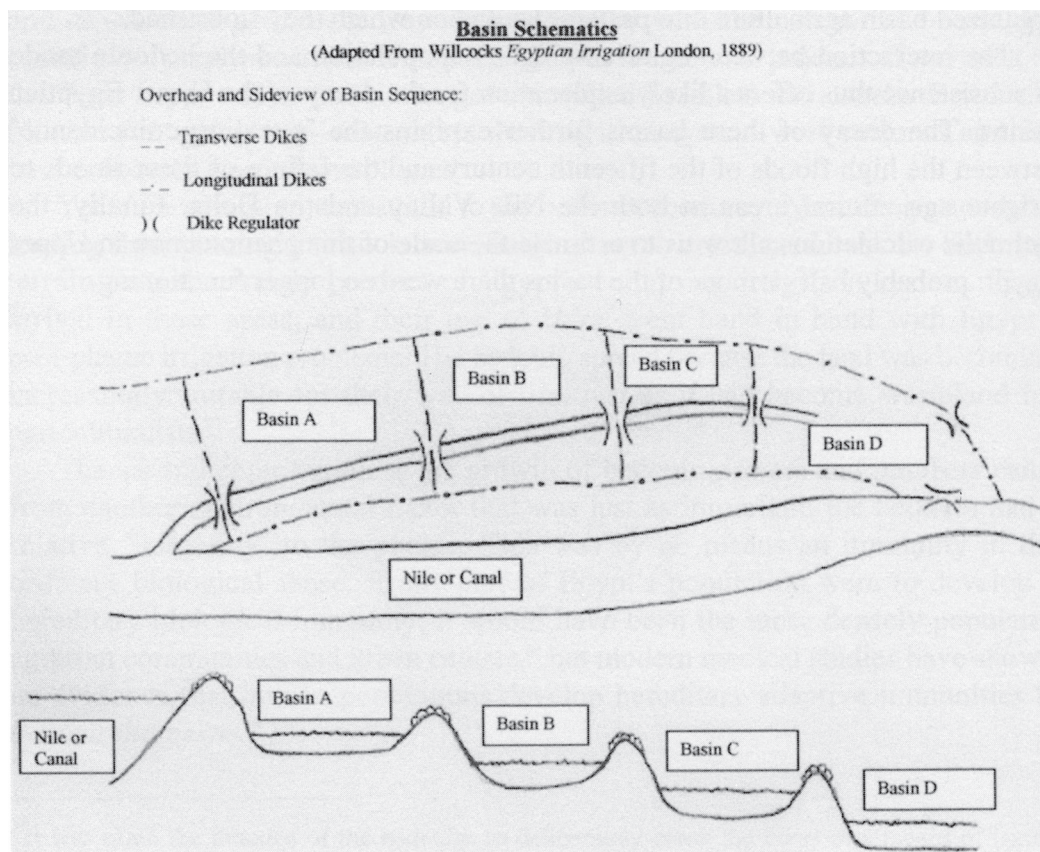 Basin Schematics
(Adapted From Willcocks Egyptian Irrigation London, 1889)
Overhead and Sideview of Basin Sequence:
Transverse Dikes
Longitudinal Dikes
) ( Dike Regulator
Basin A
Basin B
Basin C
Basin D
Nile or Canal
Nile or
Canal
Basin A
Basin B
Basin C
Basin D